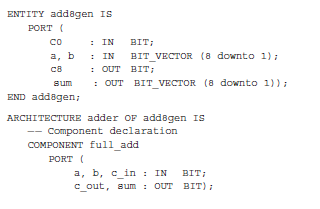 ENTITY add8gen IS
PORT (
C0 : IN BIT;
a, b : IN BIT_VECTOR (8 downto 1);
c8 : OUT BIT;
sum : OUT BIT_VECTOR (8 downto 1));
END add8gen;
ARCHITECTURE adder OF add8gen IS
-- Component declaration
COMPONENT full_add
PORT (
a, b, c_in : IN BIT;
c_out, sum : OUT BIT);